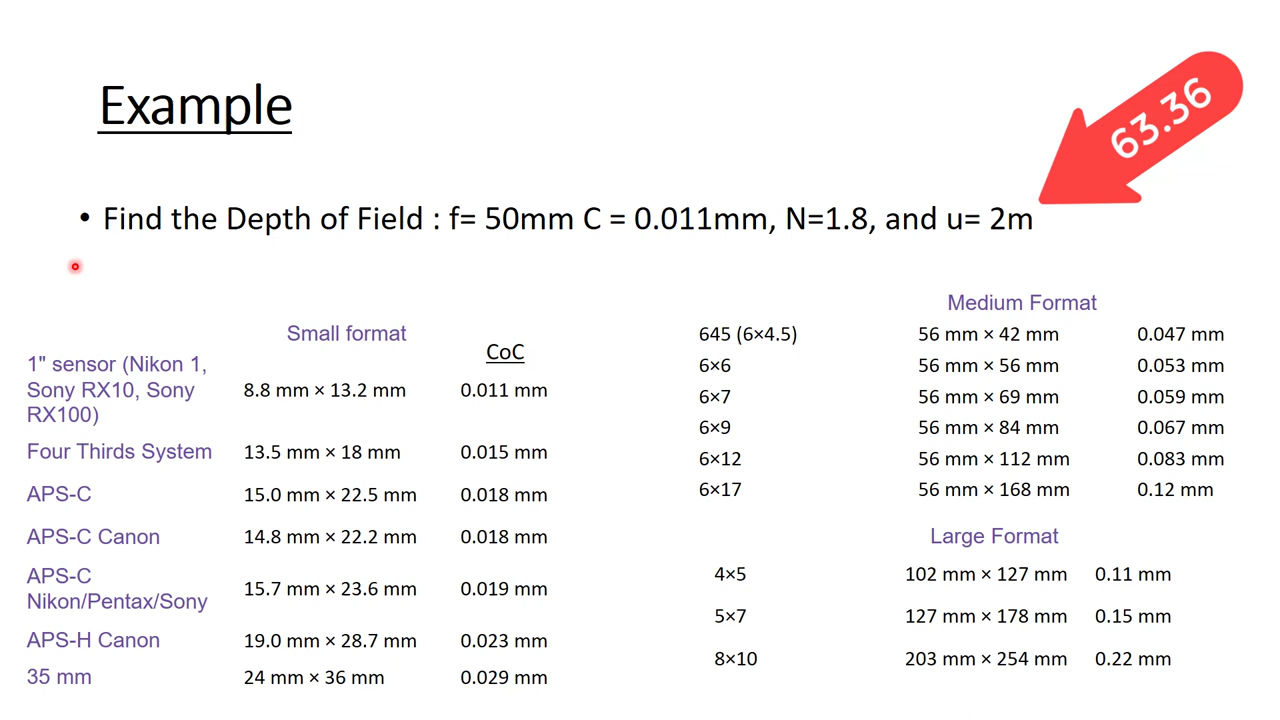 Example
63.36
• Find the Depth of Field : f= 50mm C = 0.011mm, N=1.8, and u= 2m
Small format
CoC
1" sensor (Nikon 1,
Sony RX10, Sony
RX100)
8.8 mm × 13.2 mm 0.011 mm
Four Thirds System 13.5 mm × 18 mm 0.015 mm
APS-C 15.0 mm × 22.5 mm 0.018 mm
APS-C Canon 14.8 mm × 22.2 mm 0.018 mm
APS-C
Nikon/Pentax/Sony
15.7 mm × 23.6 mm 0.019 mm
APS-H Canon 19.0 mm × 28.7 mm 0.023 mm
35 mm 24 mm × 36 mm 0.029 mm
Medium Format
645 (6×4.5) 56 mm × 42 mm 0.047 mm
6×6 56 mm × 56 mm 0.053 mm
6×7 56 mm × 69 mm 0.059 mm
6×9 56 mm × 84 mm 0.067 mm
6×12 56 mm × 112 mm 0.083 mm
6×17 56 mm × 168 mm 0.12 mm
Large Format
4×5 102 mm × 127 mm 0.11 mm
5×7 127 mm × 178 mm 0.15 mm
8×10 203 mm × 254 mm 0.22 mm